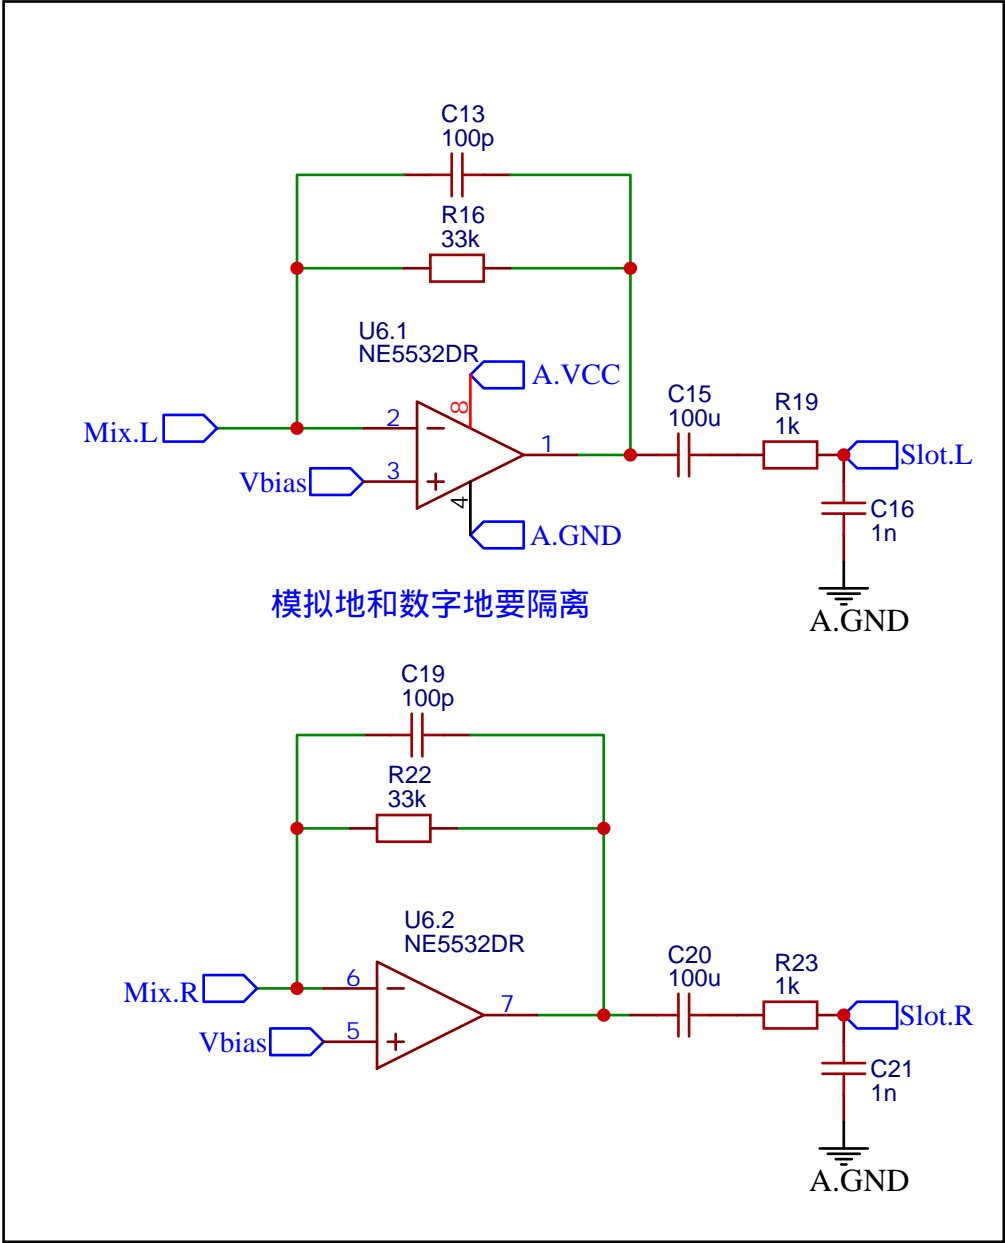 C13
100p
R16
33k
U6.1
NE5532DR
A.VCC
8
C15
100u
R19
1k
Mix.L
2
1
Slot.L
Vbias
3
4
A.GND
C16
1n
模拟地和数字地要隔离
A.GND
C19
100p
R22
33k
U6.2
NE5532DR
C20
100u
R23
1k
Mix.R
6
7
Slot.R
Vbias
5
C21
1n
A.GND